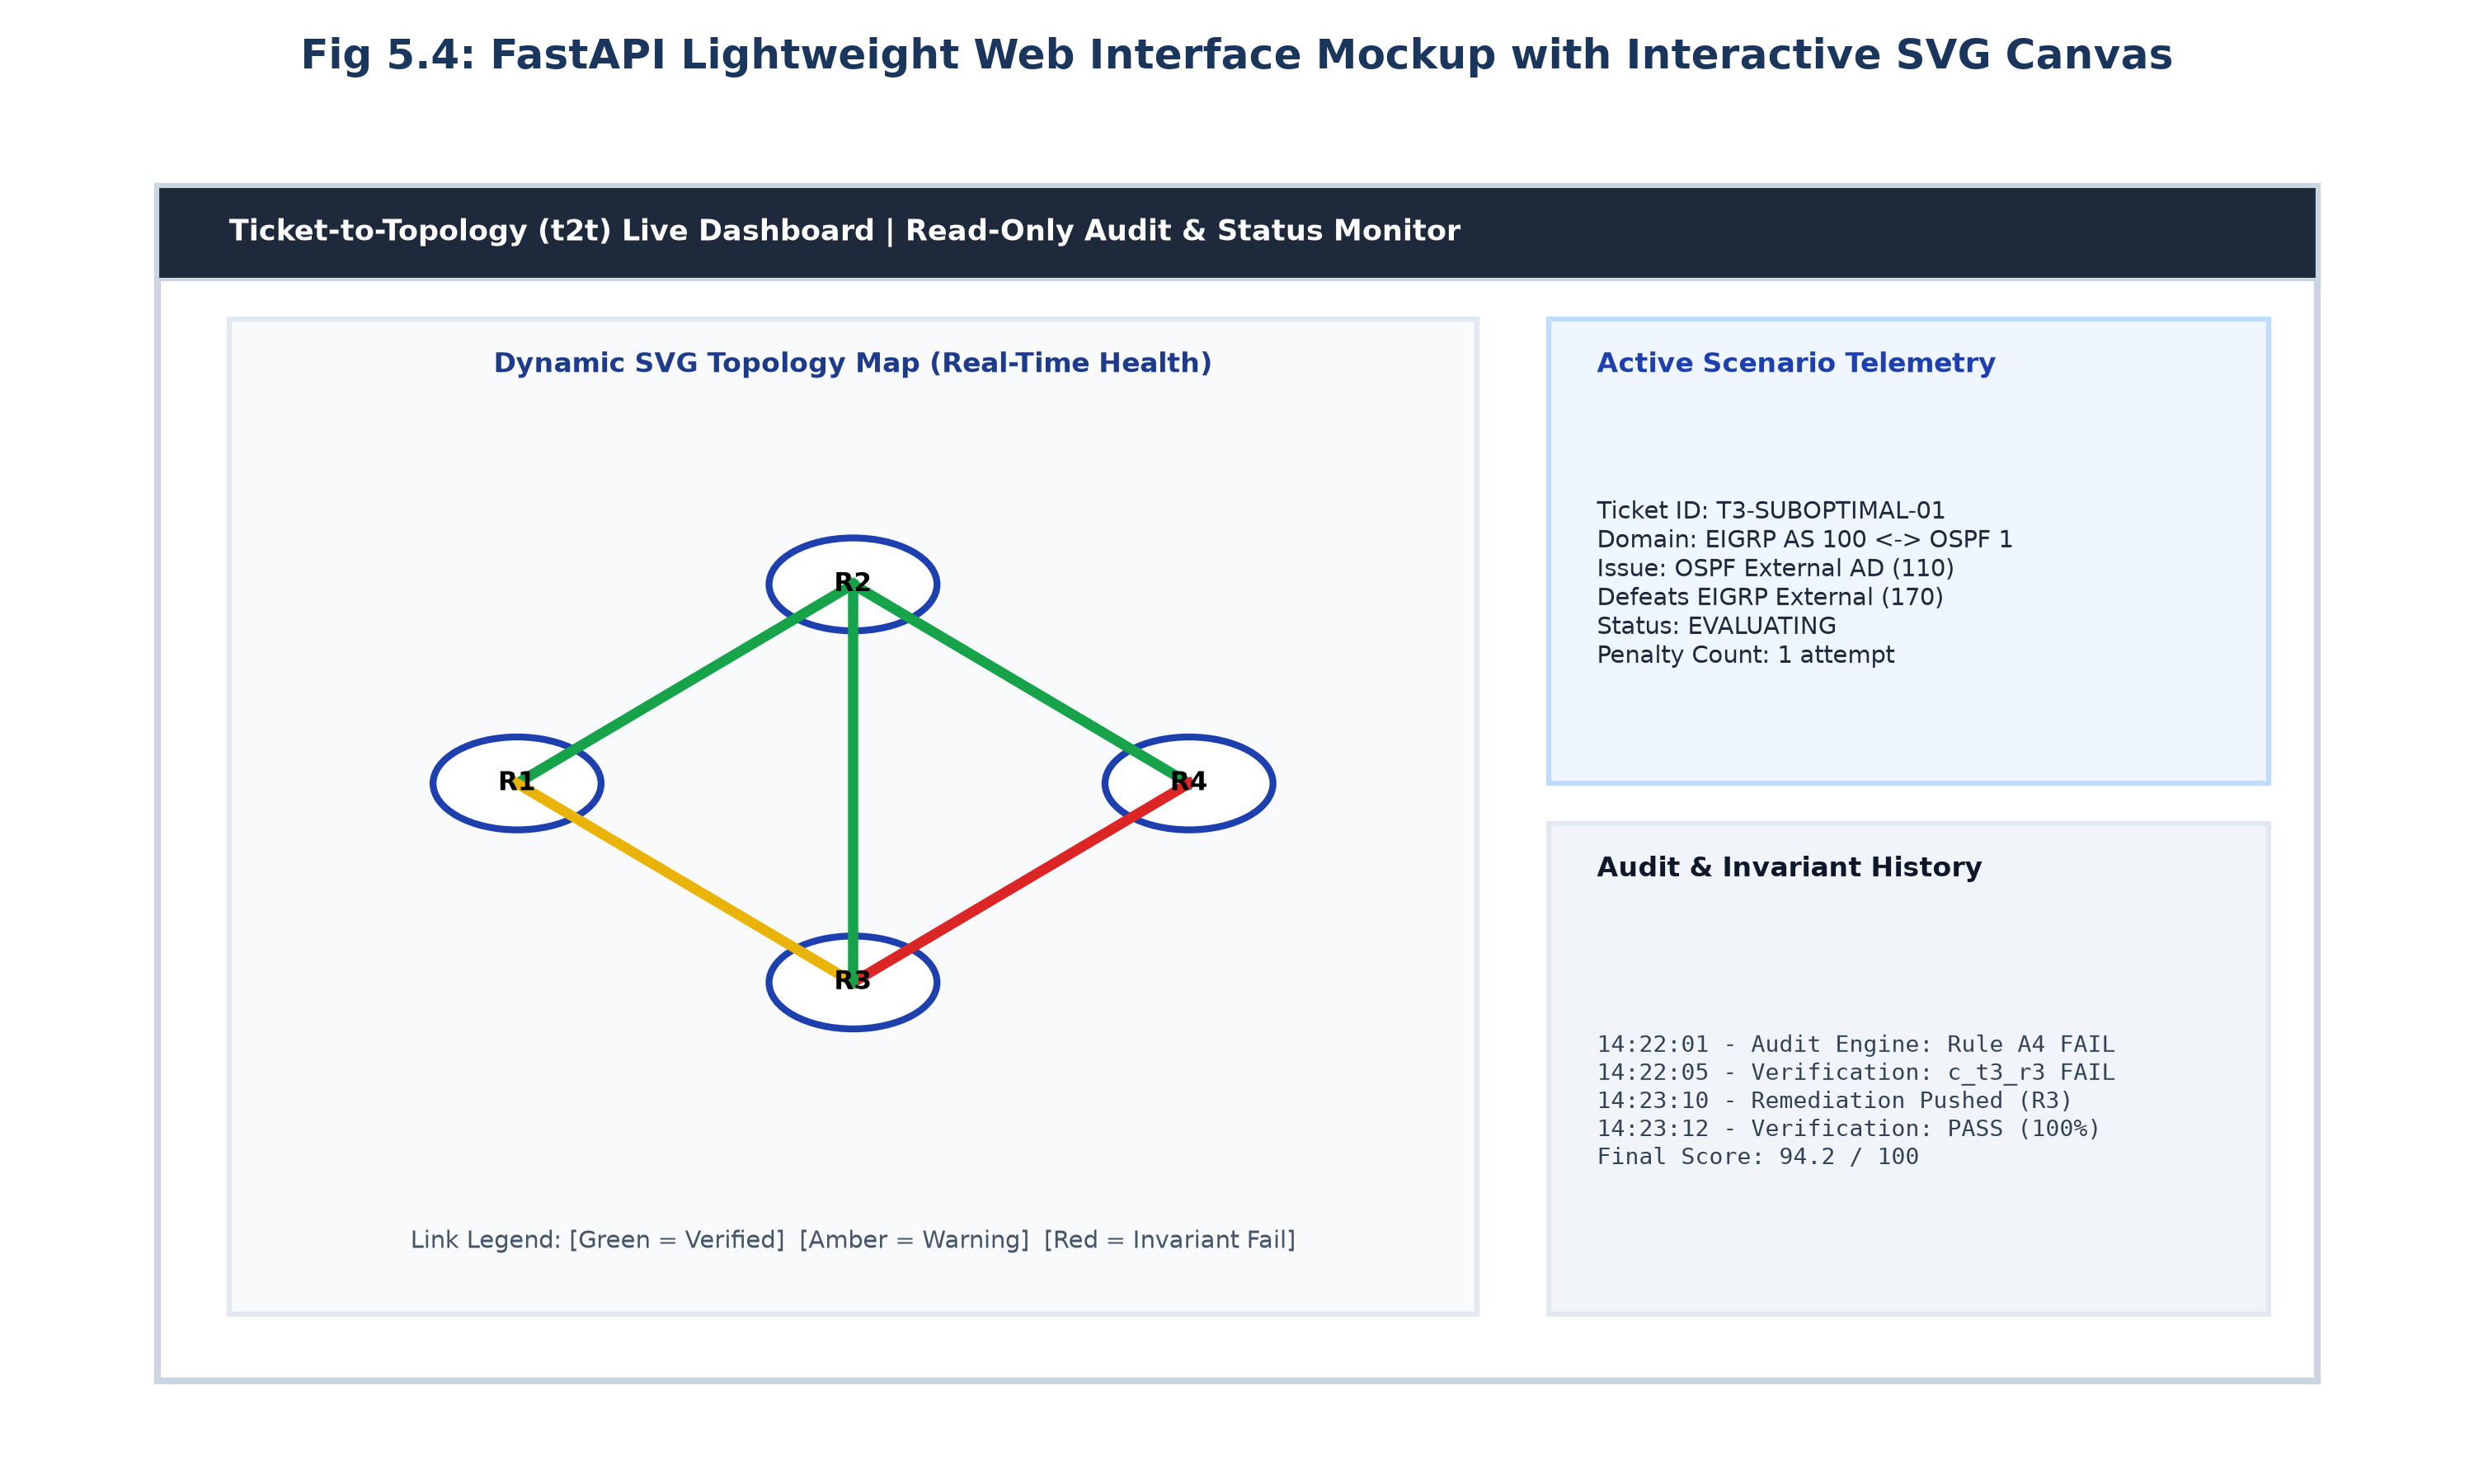 Fig 5.4: FastAPI Lightweight Web Interface Mockup with Interactive SVG Canvas
Ticket-to-Topology (t2t) Live Dashboard | Read-Only Audit & Status Monitor
Dynamic SVG Topology Map (Real-Time Health)
R2
R1
R4
R3
Link Legend: [Green = Verified]  [Amber = Warning]  [Red = Invariant Fail]
Active Scenario Telemetry
Ticket ID: T3-SUBOPTIMAL-01
Domain: EIGRP AS 100 <-> OSPF 1
Issue: OSPF External AD (110)
Defeats EIGRP External (170)
Status: EVALUATING
Penalty Count: 1 attempt
Audit & Invariant History
14:22:01 - Audit Engine: Rule A4 FAIL
14:22:05 - Verification: c_t3_r3 FAIL
14:23:10 - Remediation Pushed (R3)
14:23:12 - Verification: PASS (100%)
Final Score: 94.2 / 100